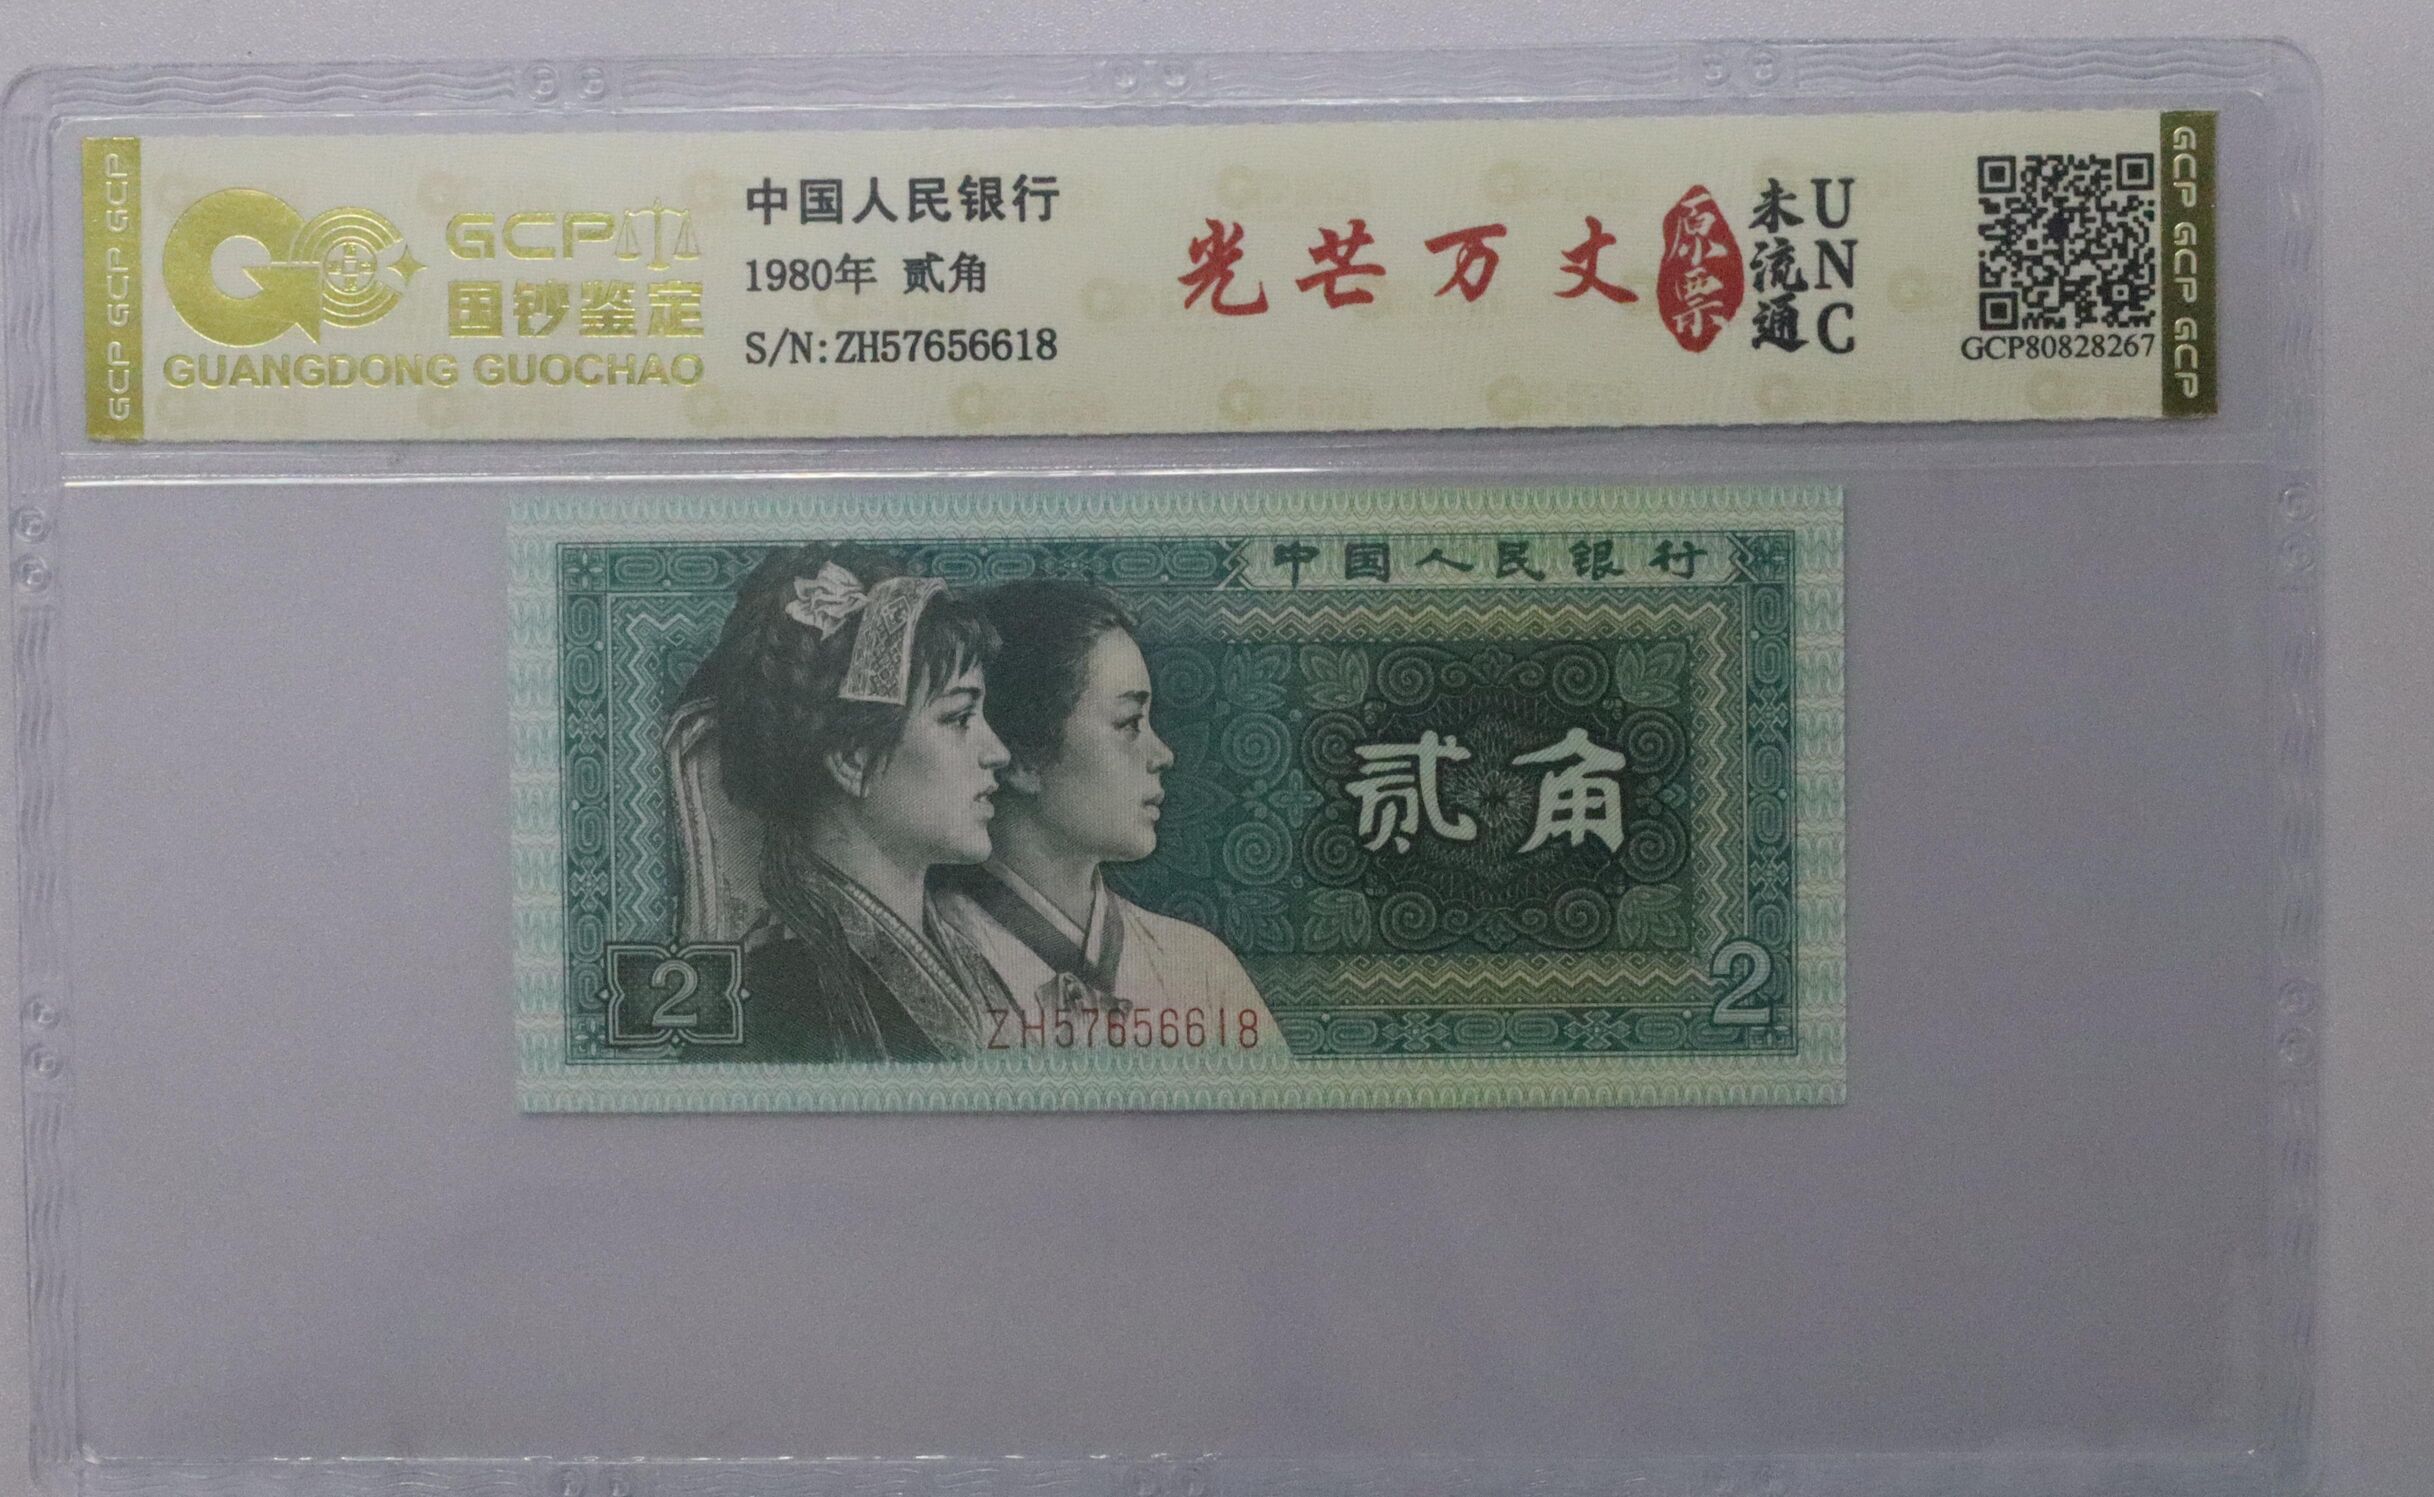 GCP GCP GCP
GCP
国钞鉴定
GUANGDONG GUOCHAO
中国人民银行
1980年 贰角
S/N:ZH57656618
光芒万丈
原票
未流通
UNC
GCP80828267
GCP GCP GCP
中国人民银行
贰角
2
ZH57656618
2